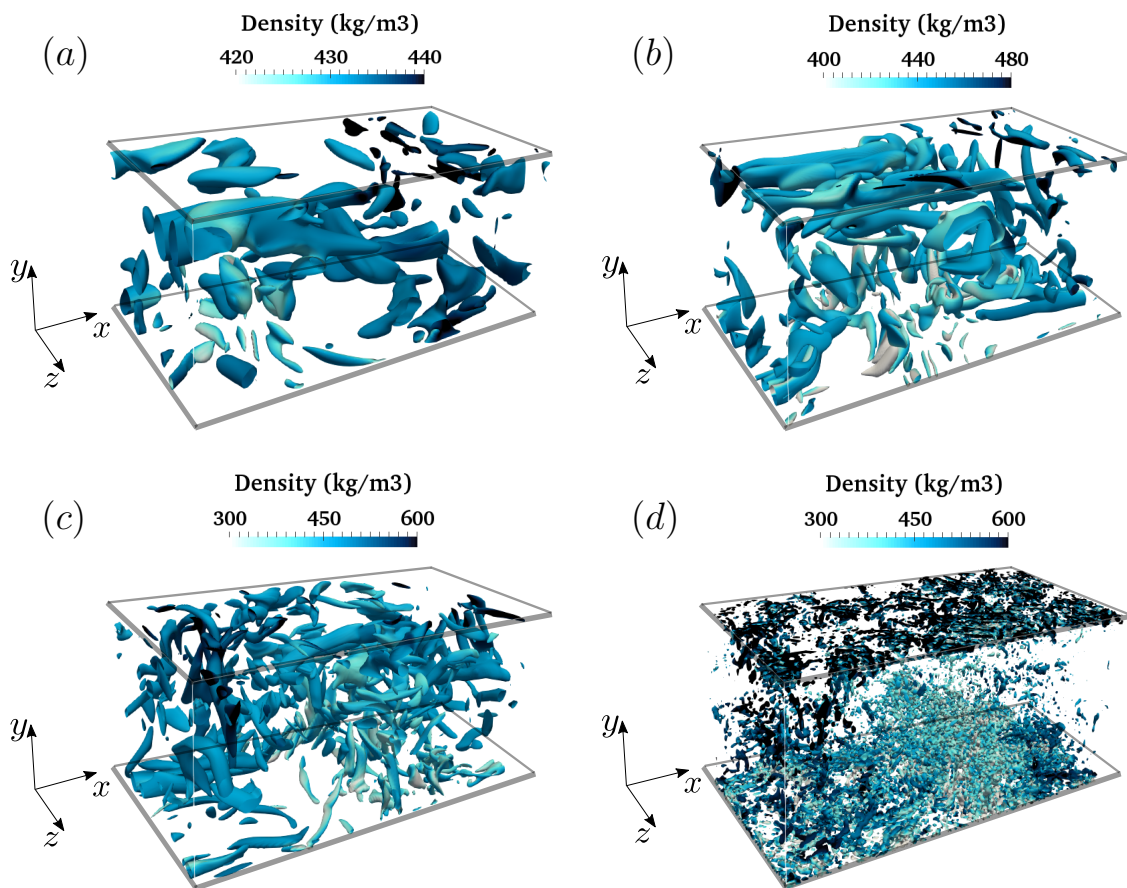 (a)
Density (kg/m3)
420 430 440
y
x
z
(b)
Density (kg/m3)
400 440 480
y
x
z
(c)
Density (kg/m3)
300 450 600
y
x
z
(d)
Density (kg/m3)
300 450 600
y
x
z